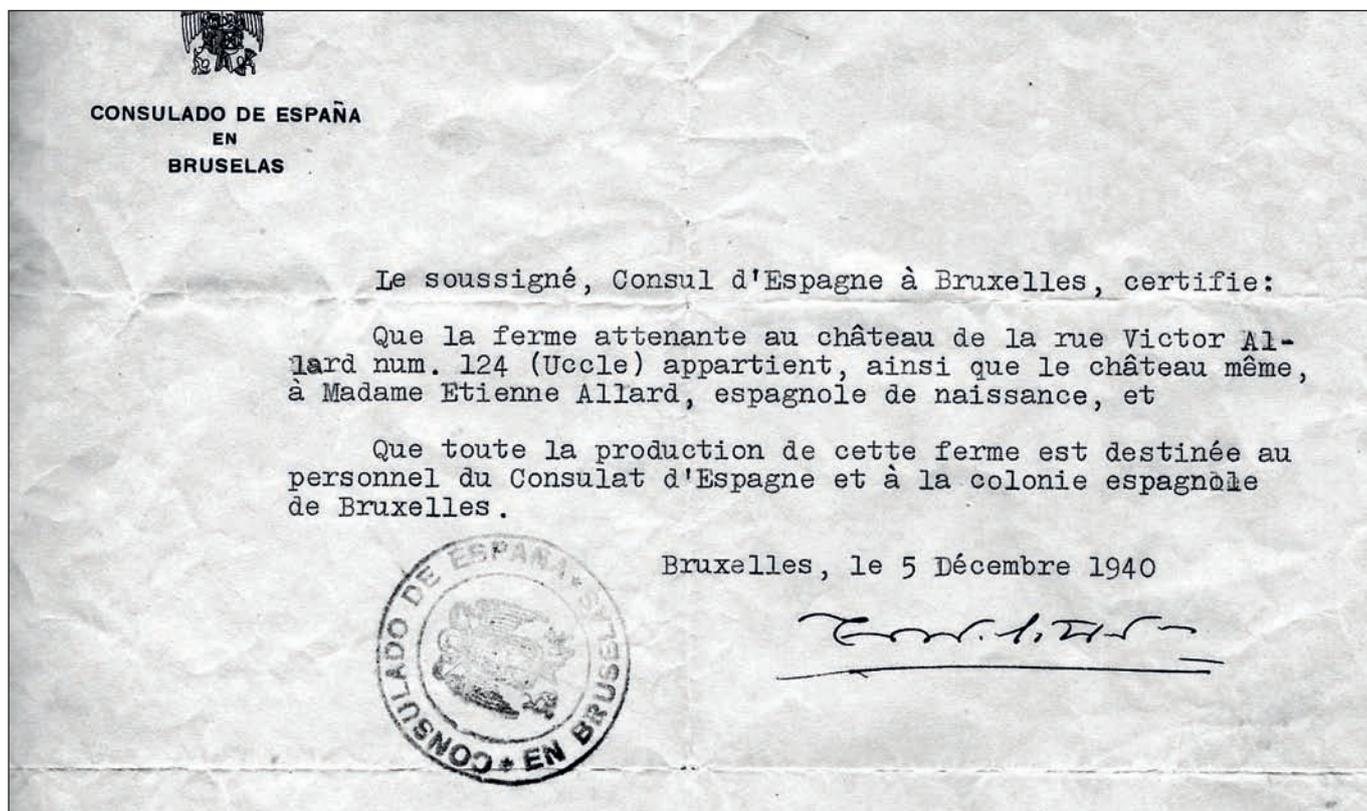 CONSULADO DE ESPAÑA
EN
BRUSELAS
Le soussigné, Consul d'Espagne à Bruxelles, certifie:
Que la ferme attenante au château de la rue Victor Al-
lard num. 124 (Uccle) appartient, ainsi que le château même,
à Madame Etienne Allard, espagnole de naissance, et
Que toute la production de cette ferme est destinée au
personnel du Consulat d'Espagne et à la colonie espagnole
de Bruxelles.
Bruxelles, le 5 Décembre 1940
CONSULADO DE ESPAÑA * EN BRUSELAS *